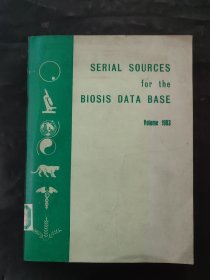 SERIAL SOURCES
for the
BIOSIS DATA BASE
Volume 1983